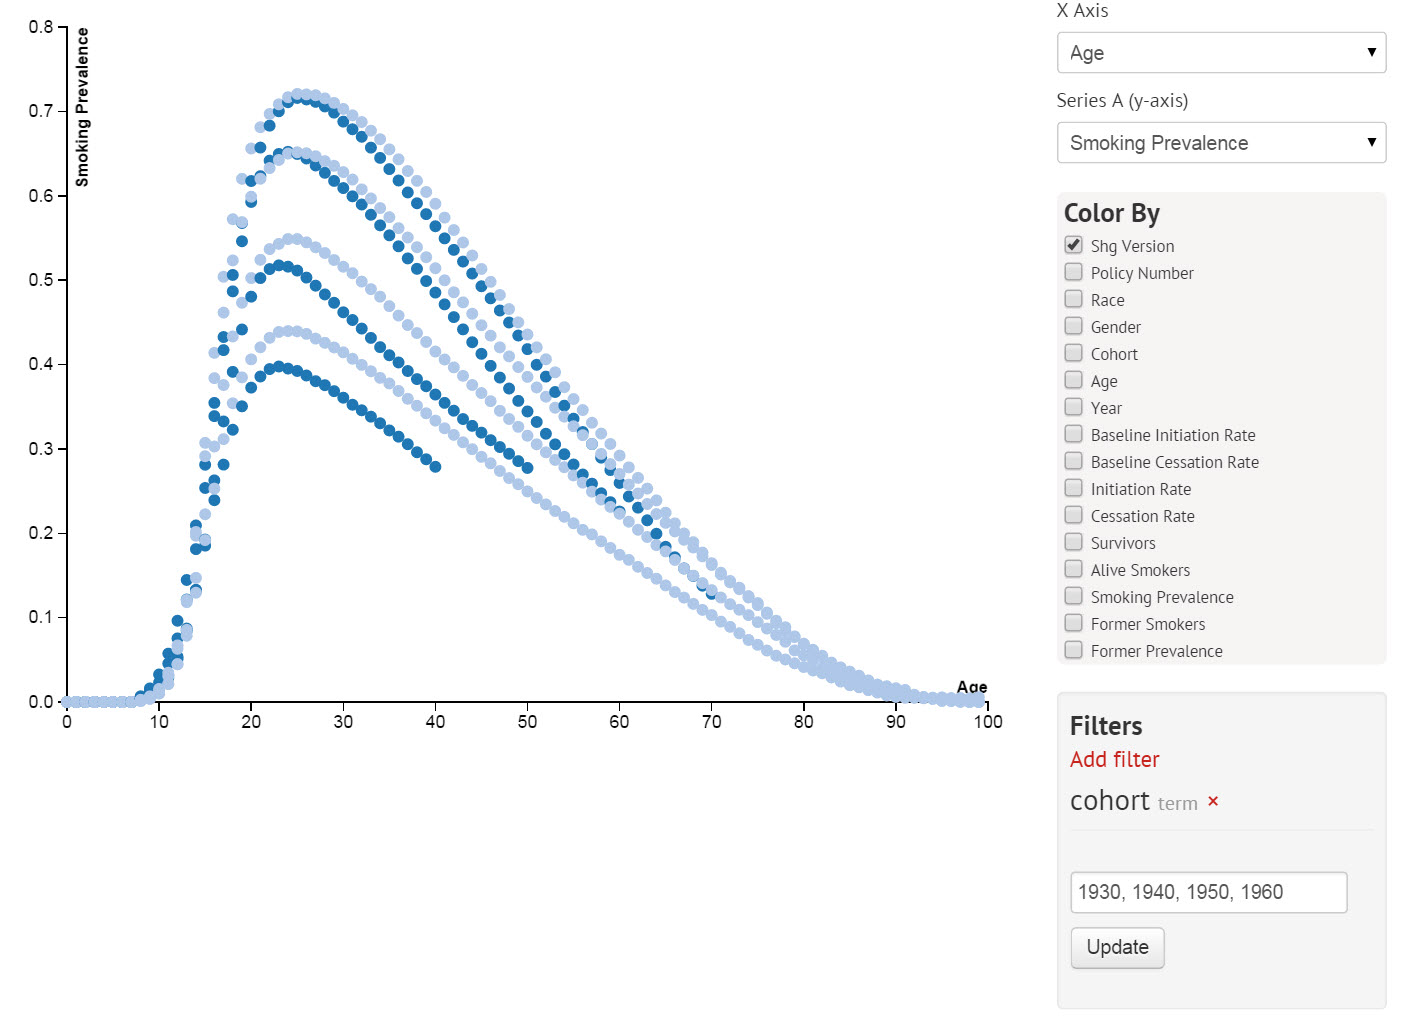 0.8
0.7
0.6
0.5
0.4
0.3
0.2
0.1
0.0
Smoking Prevalence
0 10 20 30 40 50 60 70 80 90 100
Age
X Axis
Age
Series A (y-axis)
Smoking Prevalence
Color By
Shg Version
Policy Number
Race
Gender
Cohort
Age
Year
Baseline Initiation Rate
Baseline Cessation Rate
Initiation Rate
Cessation Rate
Survivors
Alive Smokers
Smoking Prevalence
Former Smokers
Former Prevalence
Filters
Add filter
cohort term ×
1930, 1940, 1950, 1960
Update